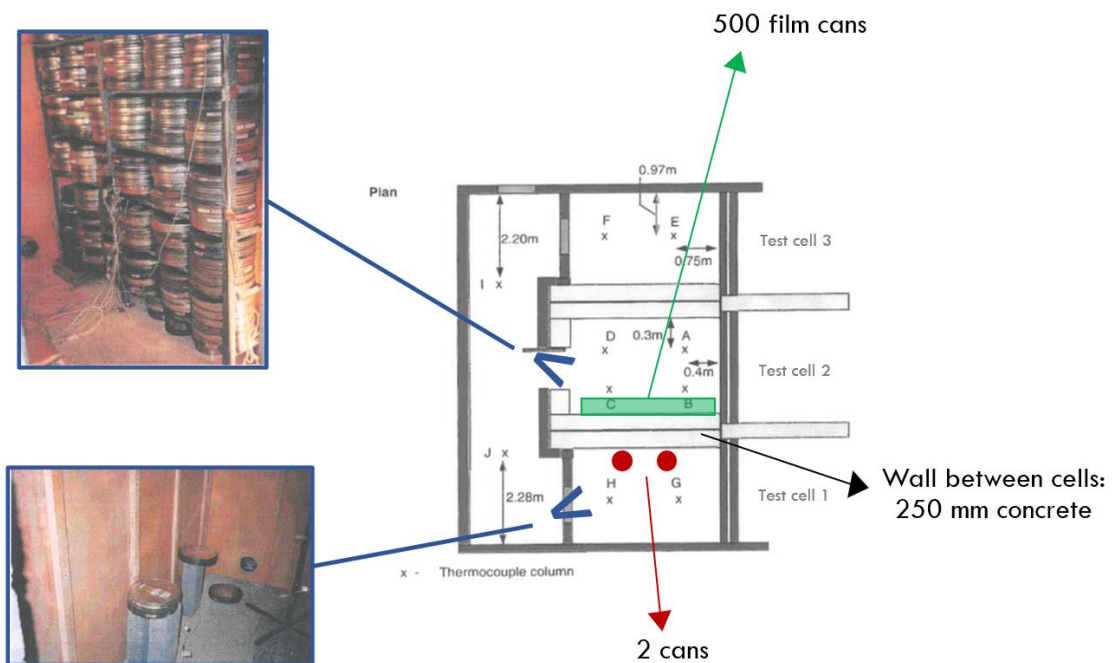 500 film cans
0.97m
Plan
F
E
2.20m
Test cell 3
0.75m
I
D
0.3m
A
0.4m
Test cell 2
C
B
J
H
G
2.28m
Test cell 1
Wall between cells:
250 mm concrete
x - Thermocouple column
2 cans